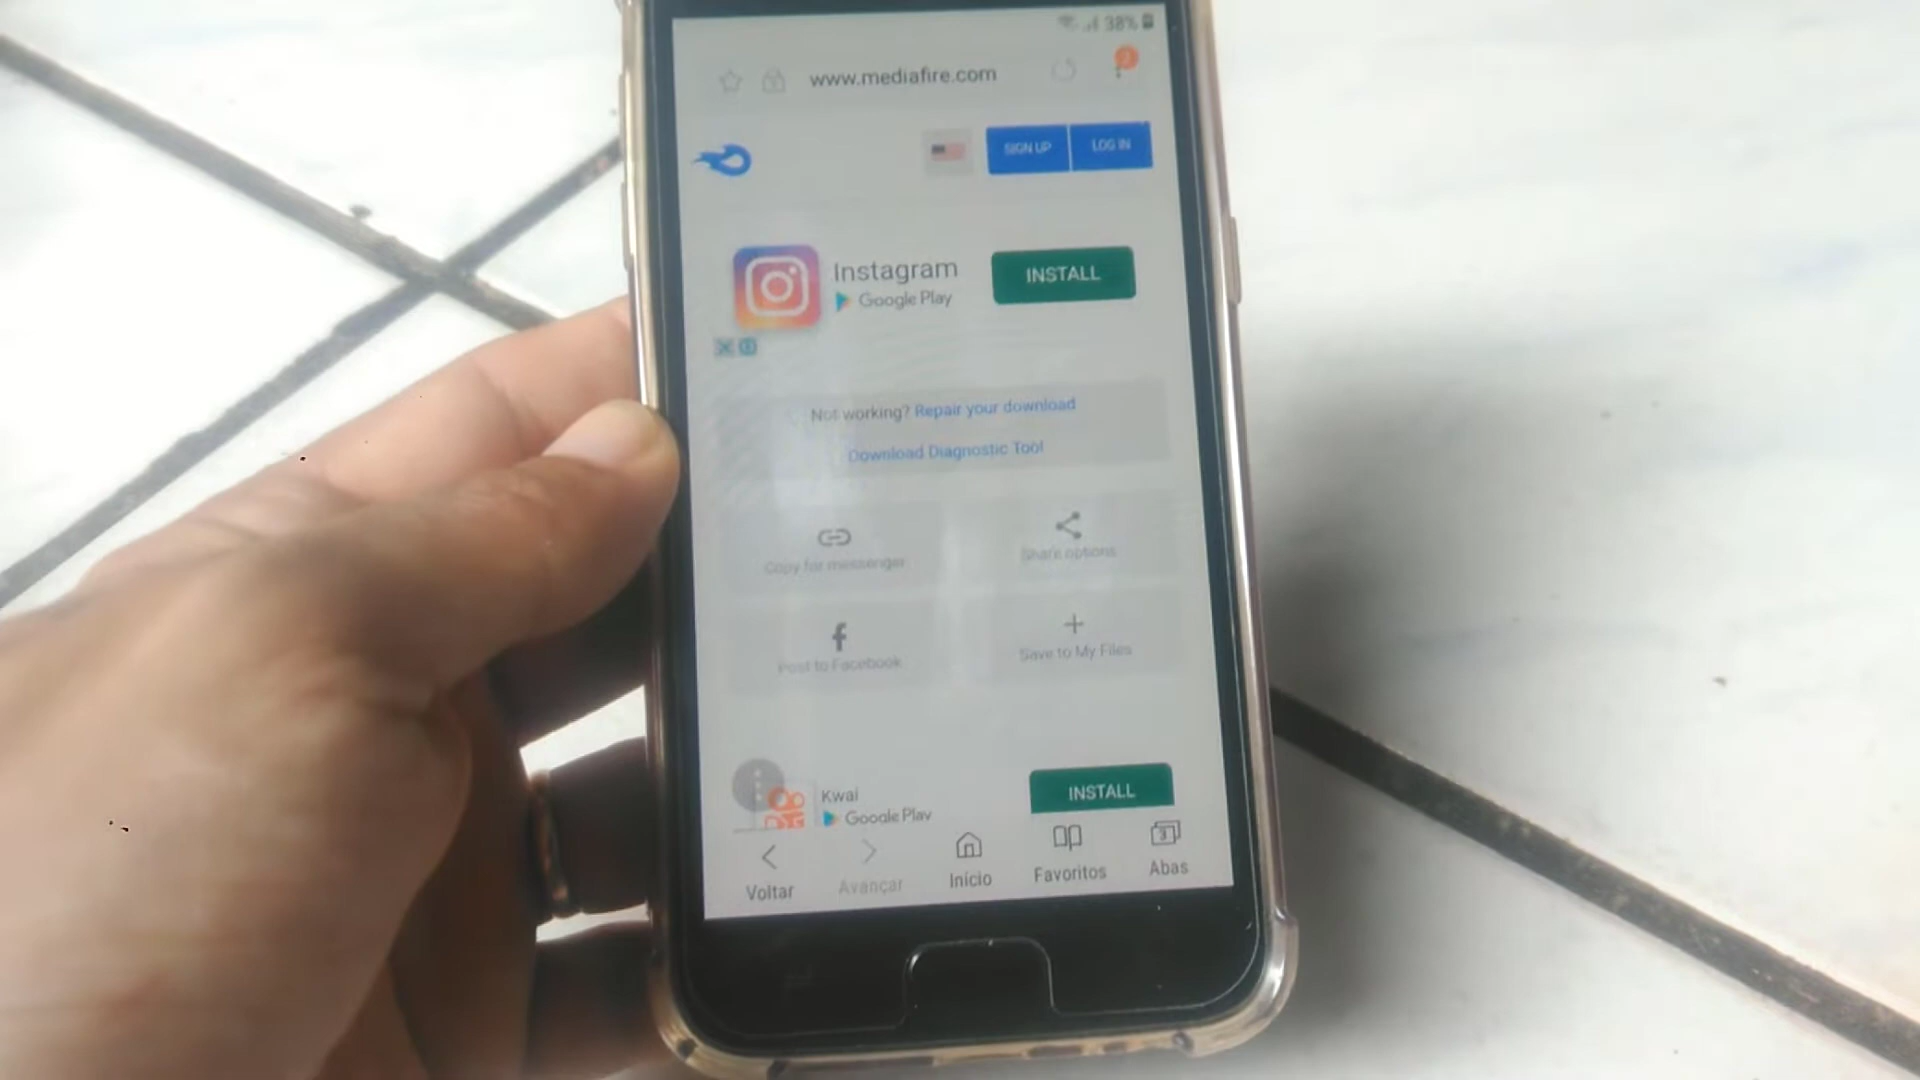 38%
www.mediafire.com
2
SIGN UP
LOG IN
Instagram
Google Play
INSTALL
Not working? Repair your download
Download Diagnostic Tool
Copy for messenger
Share options
Post to Facebook
Save to My Files
Kwai
Google Play
INSTALL
Voltar
Avançar
Início
Favoritos
3
Abas